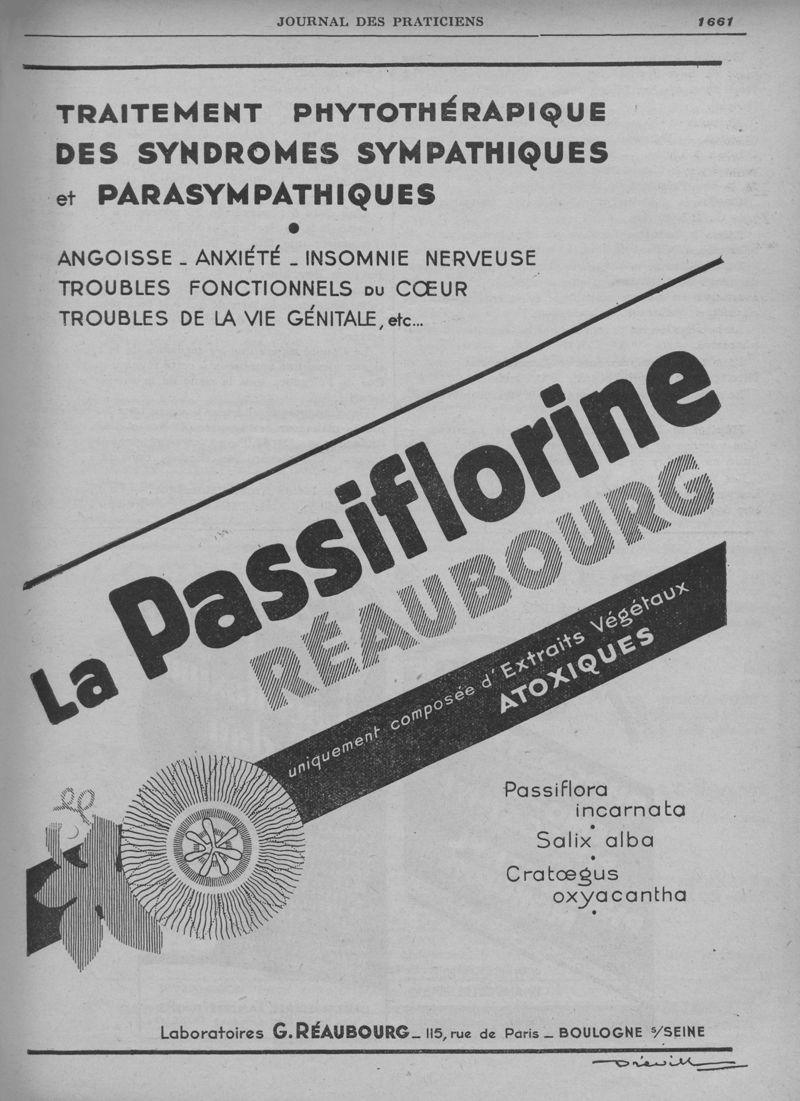 JOURNAL DES PRATICIENS 1661
TRAITEMENT PHYTOTHÉRAPIQUE
DES SYNDROMES SYMPATHIQUES
et PARASYMPATHIQUES
ANGOISSE - ANXIÉTÉ - INSOMNIE NERVEUSE
TROUBLES FONCTIONNELS DU CŒUR
TROUBLES DE LA VIE GÉNITALE, etc...
La Passiflorine
RÉAUBOURG
uniquement composée d'Extraits Végétaux
ATOXIQUES
Passiflora
incarnata
Salix alba
Cratœgus
oxyacantha
Laboratoires G. RÉAUBOURG - 115, rue de Paris - BOULOGNE s/SEINE